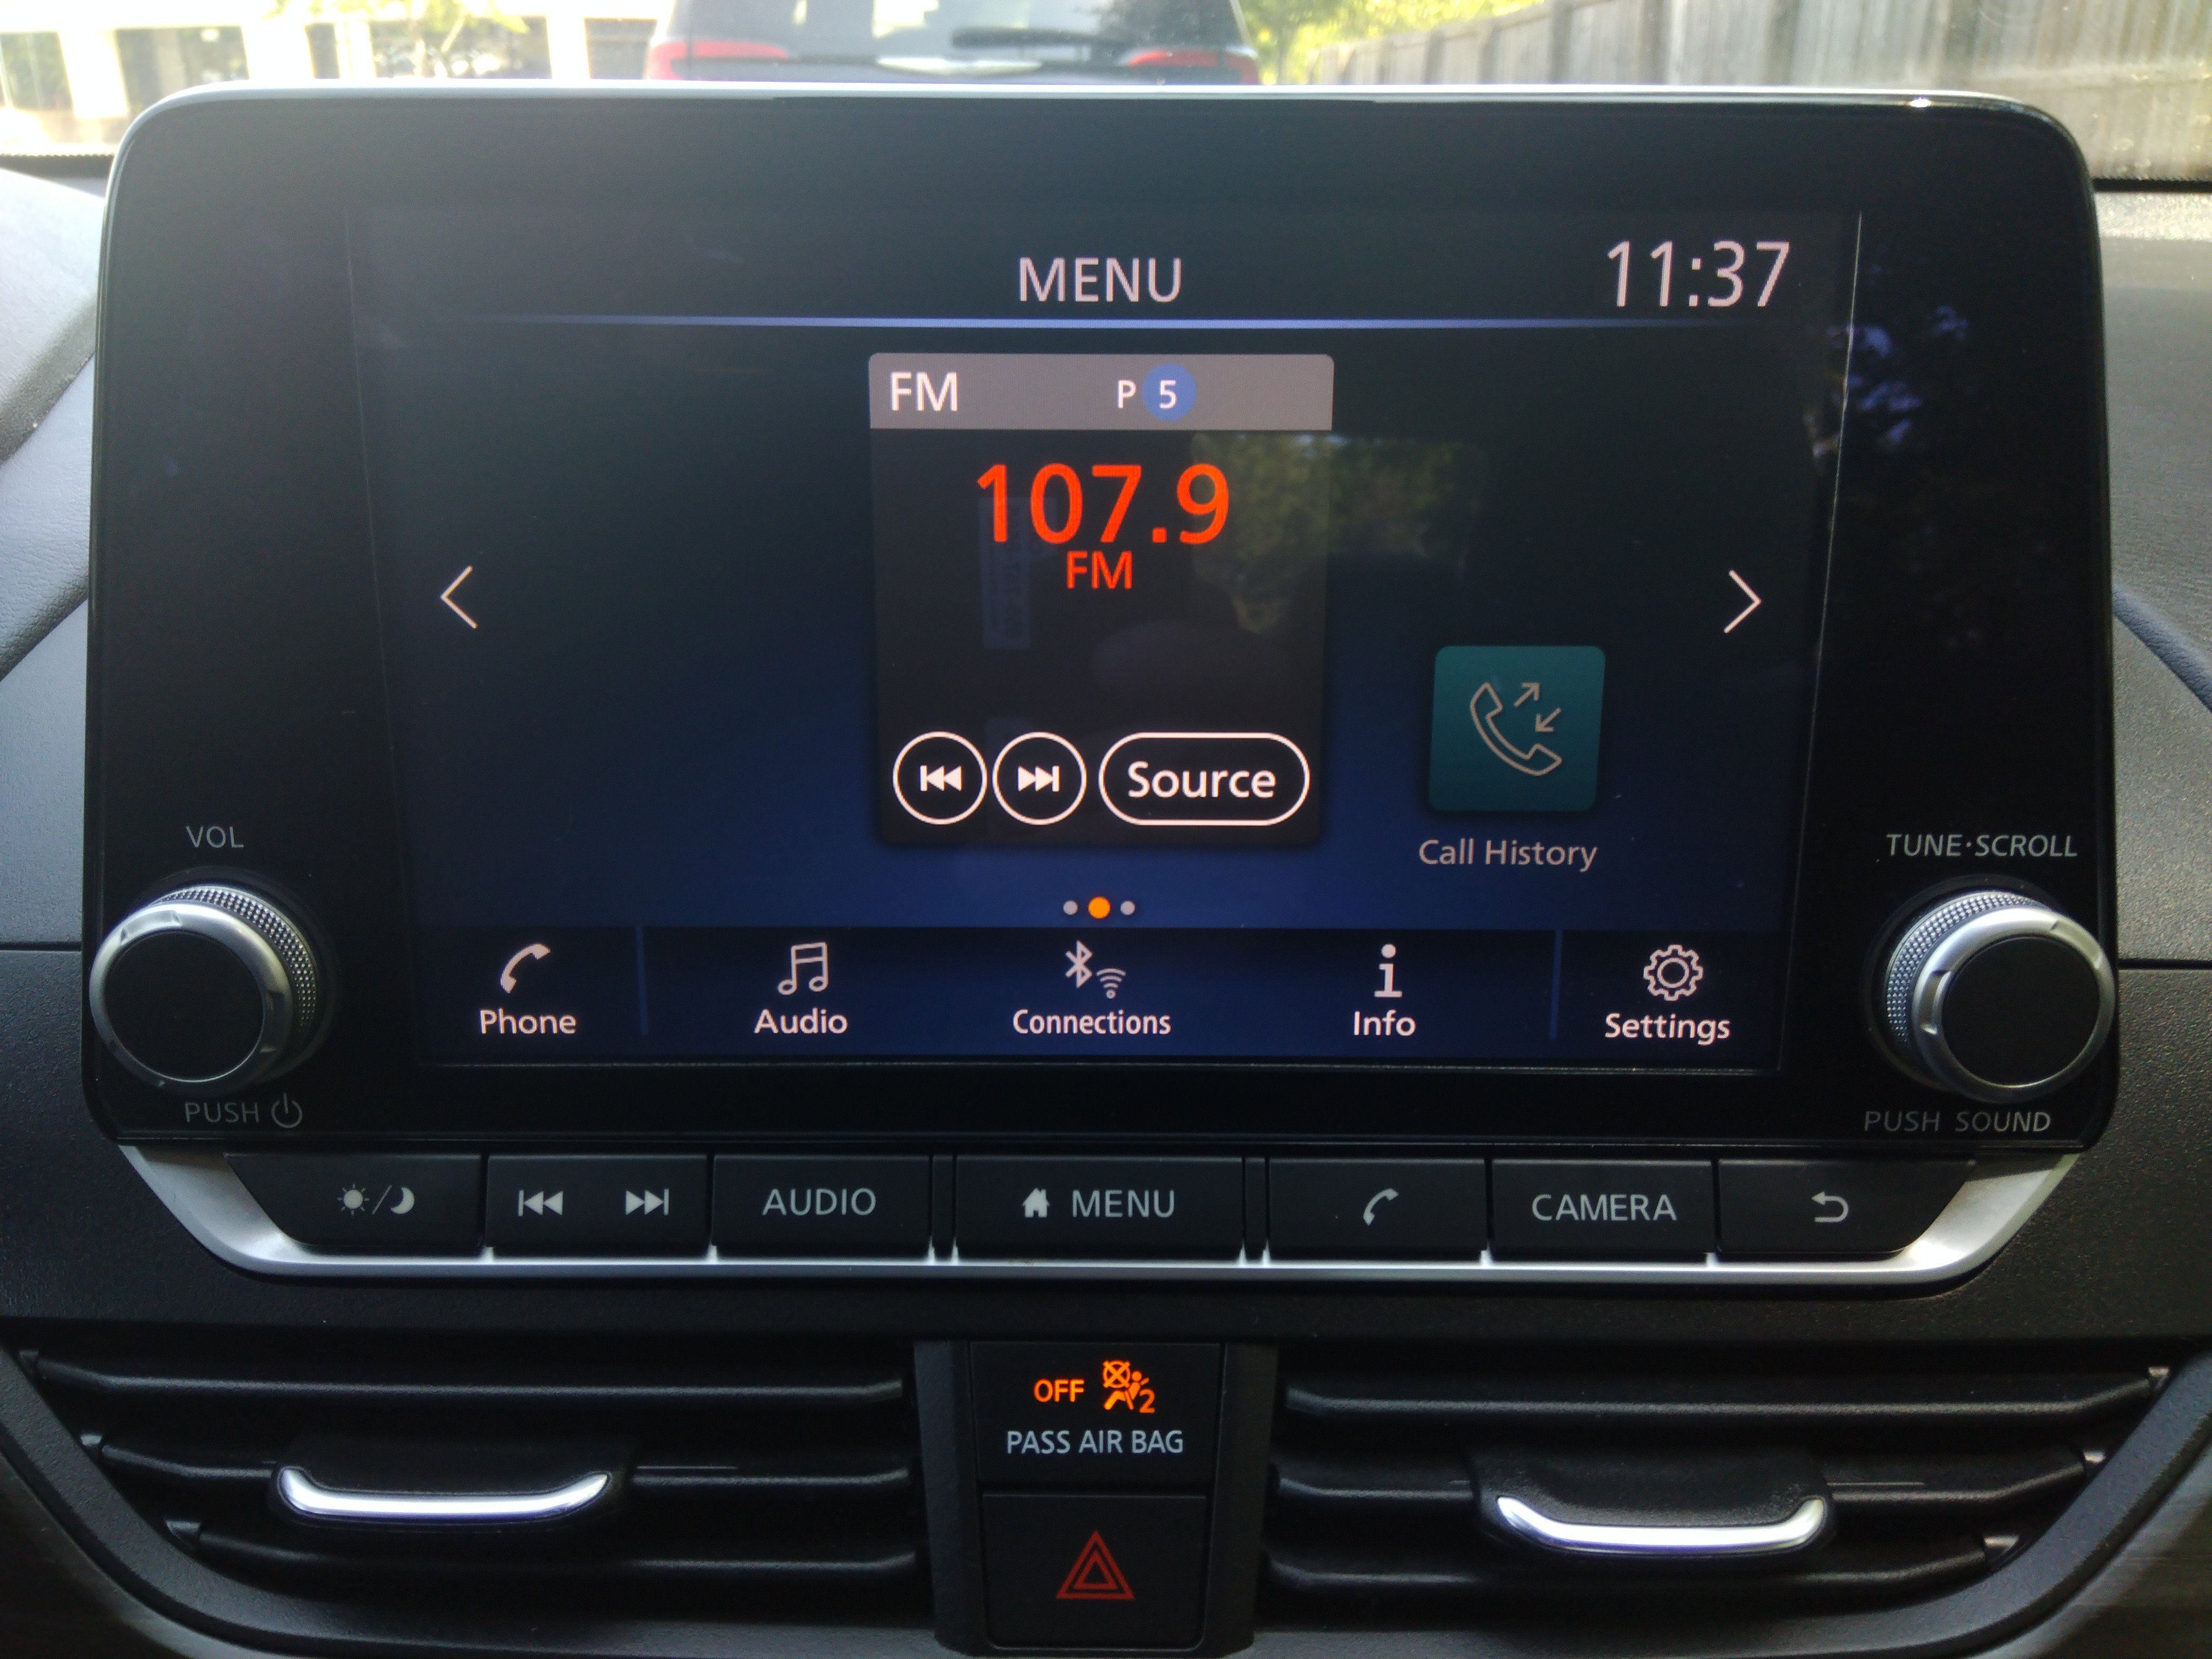 MENU
11:37
FM P 5
107.9
FM
Source
Call History
VOL
TUNE·SCROLL
Phone
Audio
Connections
Info
Settings
PUSH
PUSH SOUND
AUDIO
MENU
CAMERA
OFF 2
PASS AIR BAG